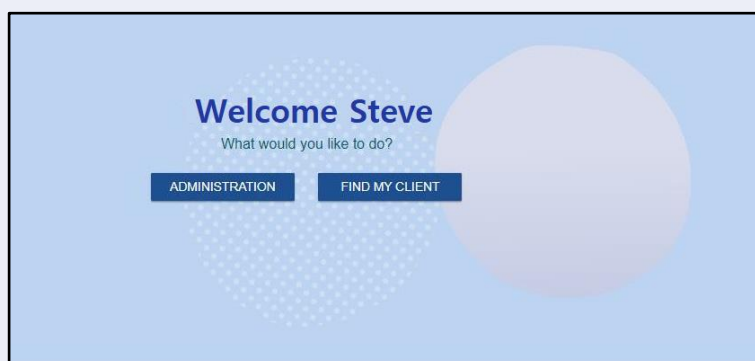 Welcome Steve
What would you like to do?
ADMINISTRATION FIND MY CLIENT